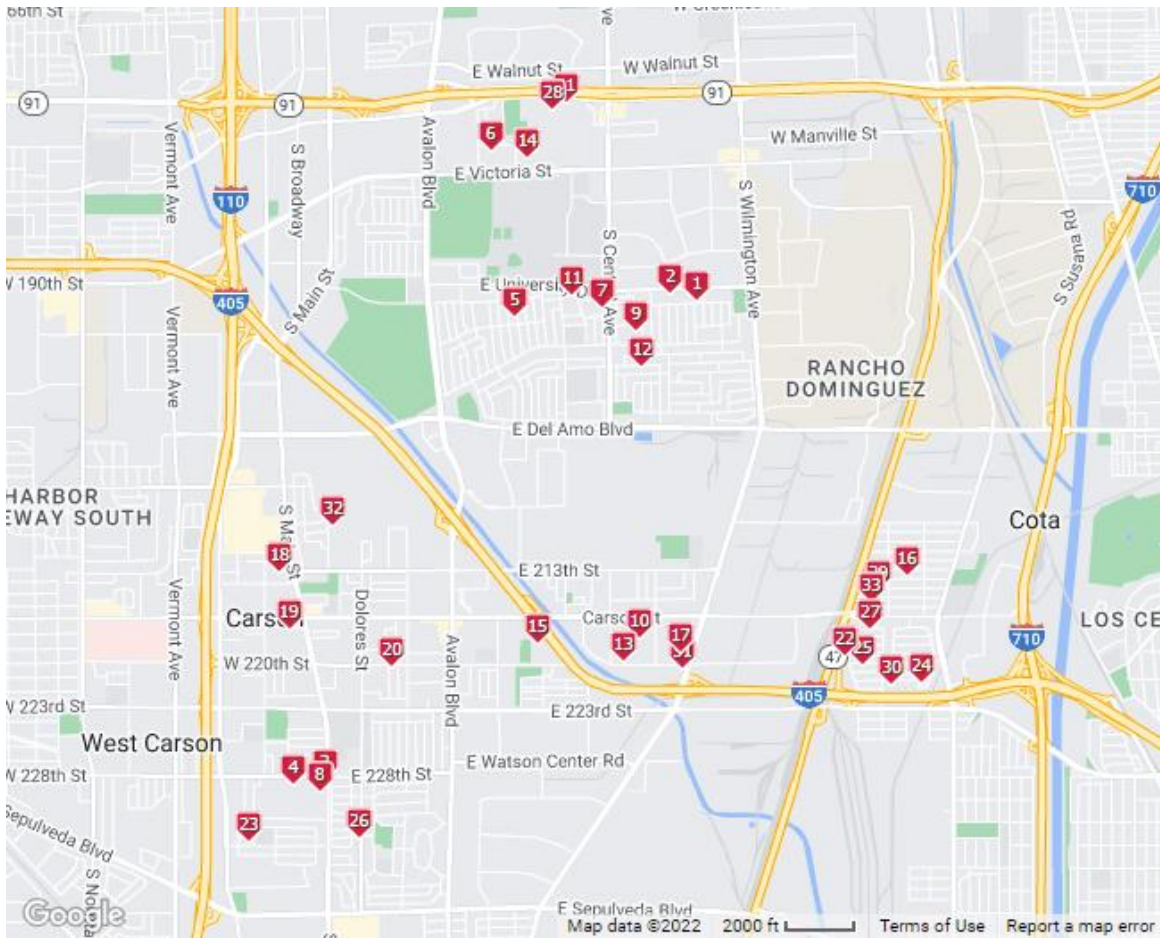 66th St
E Walnut St
W Walnut St
91
91
91
28
6
14
W Manville St
E Victoria St
Vermont Ave
S Broadway
Avalon Blvd
110
S Wilmington Ave
710
S Susana Rd
W 190th St
405
S Main St
E University
11
5
7
2
1
9
12
Ave
RANCHO
DOMINGUEZ
Vermont Ave
E Del Amo Blvd
HARBOR
EWAY SOUTH
32
18
Cota
E 213th St
16
33
27
Carson
19
Dolores St
20
15
10
13
17
22
25
30
24
47
LOS CE
710
W 220th St
Vermont Ave
Avalon Blvd
W 223rd St
E 223rd St
405
West Carson
4
8
W 228th St
E 228th St
E Watson Center Rd
23
26
Sepulveda Blvd
E Sepulveda Blvd
Google
Map data ©2022
2000 ft
Terms of Use
Report a map error